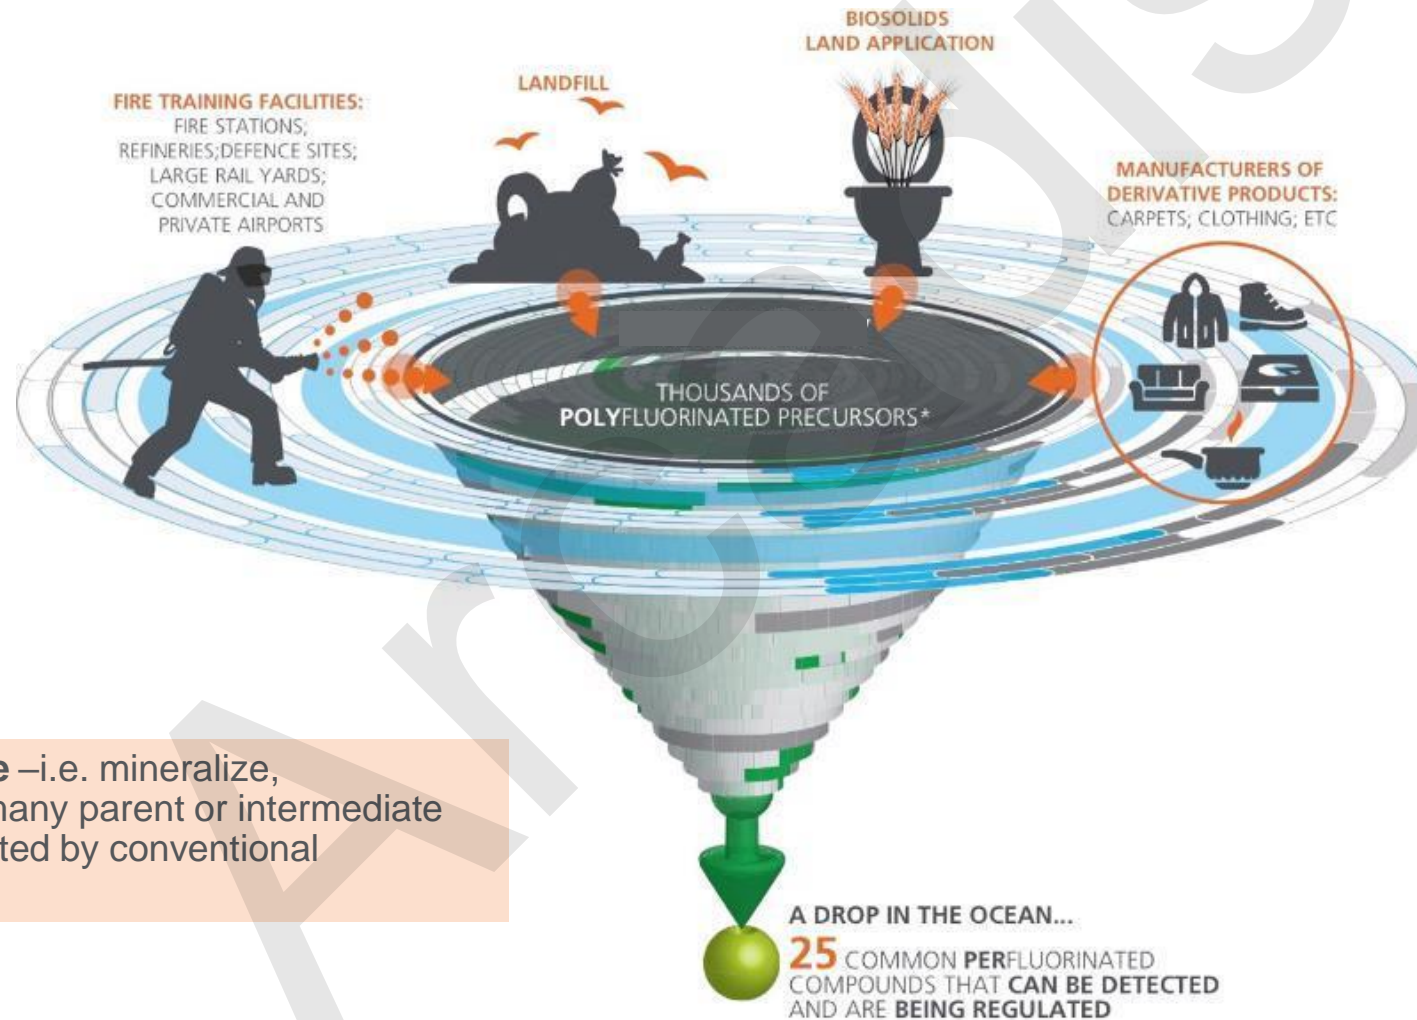 BIOSOLIDS
LAND APPLICATION
LANDFILL
FIRE TRAINING FACILITIES:
FIRE STATIONS;
REFINERIES;DEFENCE SITES;
LARGE RAIL YARDS;
COMMERCIAL AND
PRIVATE AIRPORTS
MANUFACTURERS OF
DERIVATIVE PRODUCTS:
CARPETS; CLOTHING; ETC
THOUSANDS OF
POLYFLUORINATED PRECURSORS*
e –i.e. mineralize,
many parent or intermediate
ted by conventional
A DROP IN THE OCEAN...
25 COMMON PERFLUORINATED
COMPOUNDS THAT CAN BE DETECTED
AND ARE BEING REGULATED
Arcadis